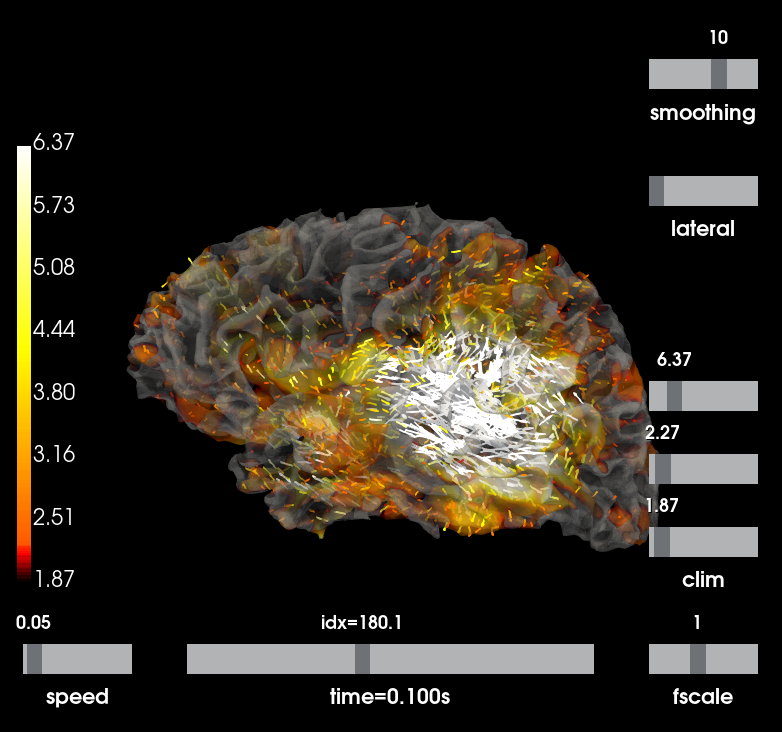 10
smoothing
lateral
6.37
5.73
5.08
4.44
3.80
3.16
2.51
1.87
6.37
2.27
1.87
clim
0.05
speed
idx=180.1
time=0.100s
1
fscale